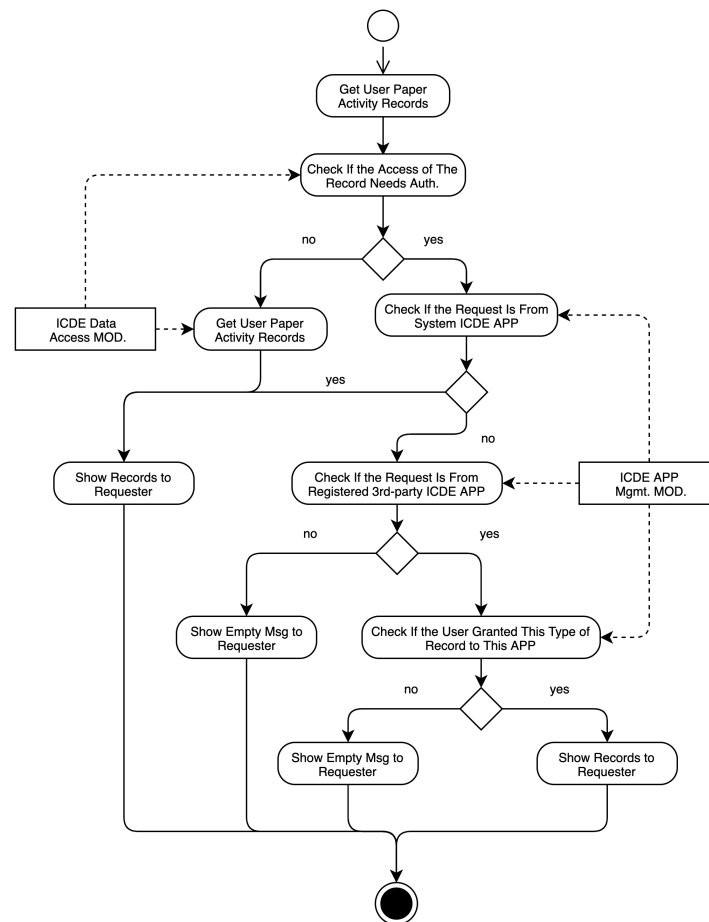 Get User Paper
Activity Records
Check If the Access of The
Record Needs Auth.
no
yes
ICDE Data
Access MOD.
Get User Paper
Activity Records
Check If the Request Is From
System ICDE APP
yes
no
Show Records to
Requester
Check If the Request Is From
Registered 3rd-party ICDE APP
ICDE APP
Mgmt. MOD.
no
yes
Show Empty Msg to
Requester
Check If the User Granted This Type of
Record to This APP
no
yes
Show Empty Msg to
Requester
Show Records to
Requester